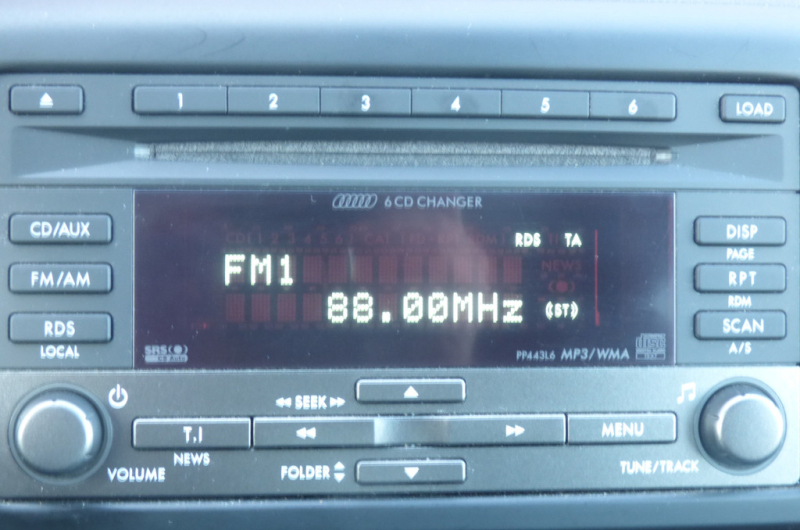 1 2 3 4 5 6 LOAD
6 CD CHANGER
CD/AUX
RDS TA
DISP
PAGE
FM/AM
FM1
RPT
RDM
RDS
LOCAL
88.00MHz (ST)
SCAN
A/S
SRS
PP443L6 MP3/WMA
SEEK
T.I
MENU
NEWS
VOLUME
FOLDER
TUNE/TRACK